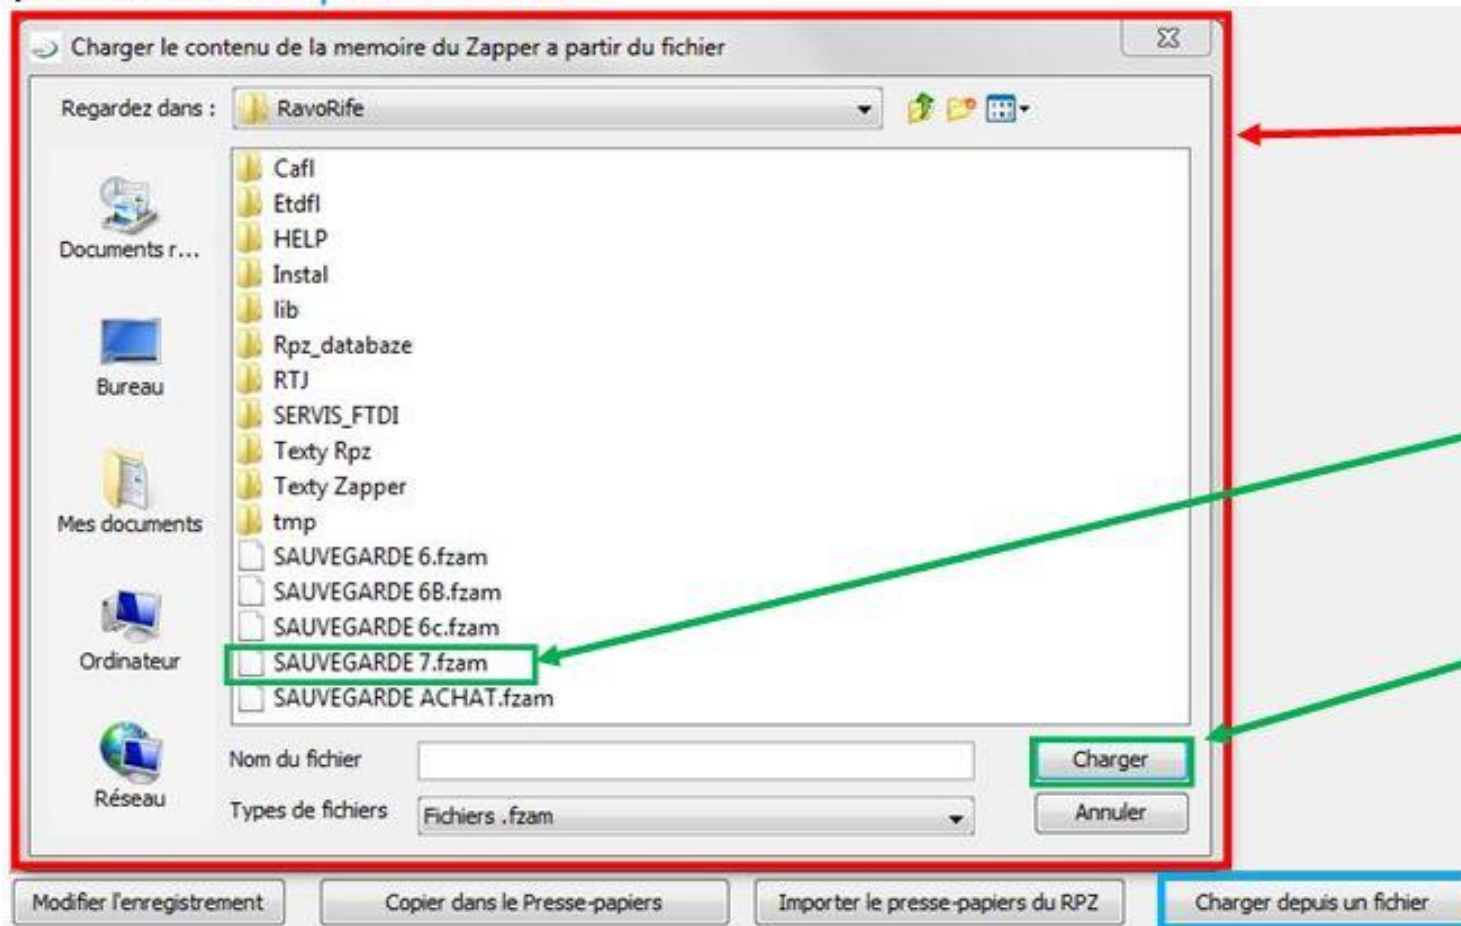 Charger le contenu de la memoire du Zapper a partir du fichier
Regardez dans :
RavoRife
Documents r...
Bureau
Mes documents
Ordinateur
Réseau
Cafl
Etdfl
HELP
Instal
lib
Rpz_databaze
RTJ
SERVIS_FTDI
Texty Rpz
Texty Zapper
tmp
SAUVEGARDE 6.fzam
SAUVEGARDE 6B.fzam
SAUVEGARDE 6c.fzam
SAUVEGARDE 7.fzam
SAUVEGARDE ACHAT.fzam
Nom du fichier
Charger
Types de fichiers
Fichiers .fzam
Annuler
Modifier l'enregistrement
Copier dans le Presse-papiers
Importer le presse-papiers du RPZ
Charger depuis un fichier